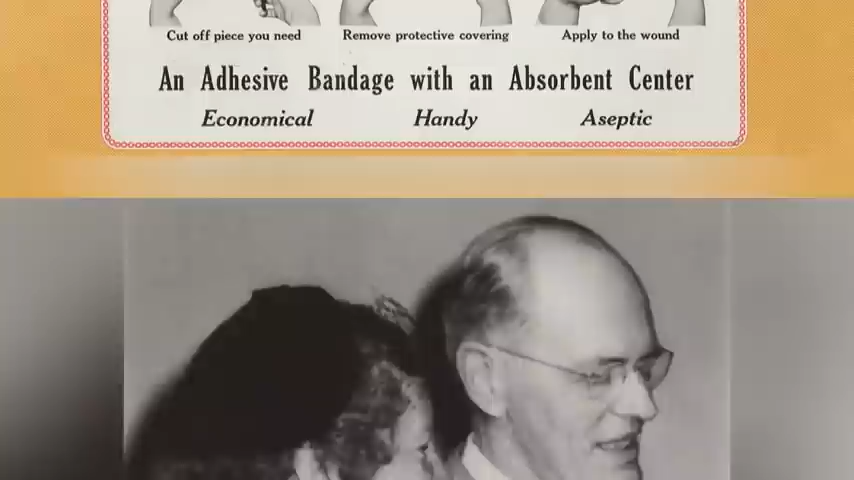 Cut off piece you need Remove protective covering Apply to the wound
An Adhesive Bandage with an Absorbent Center
Economical Handy Aseptic